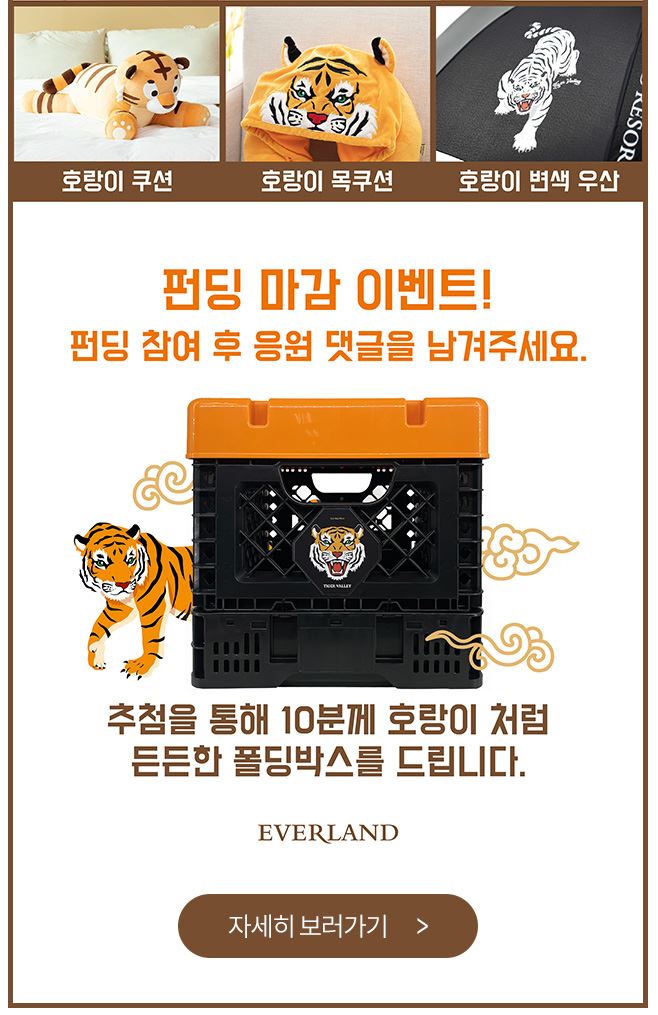 호랑이 쿠션
호랑이 목쿠션
호랑이 변색 우산
RESOR
펀딩 마감 이벤트!
펀딩 참여 후 응원 댓글을 남겨주세요.
TIGER VALLEY
추첨을 통해 10분께 호랑이 처럼
든든한 폴딩박스를 드립니다.
EVERLAND
자세히 보러가기 >